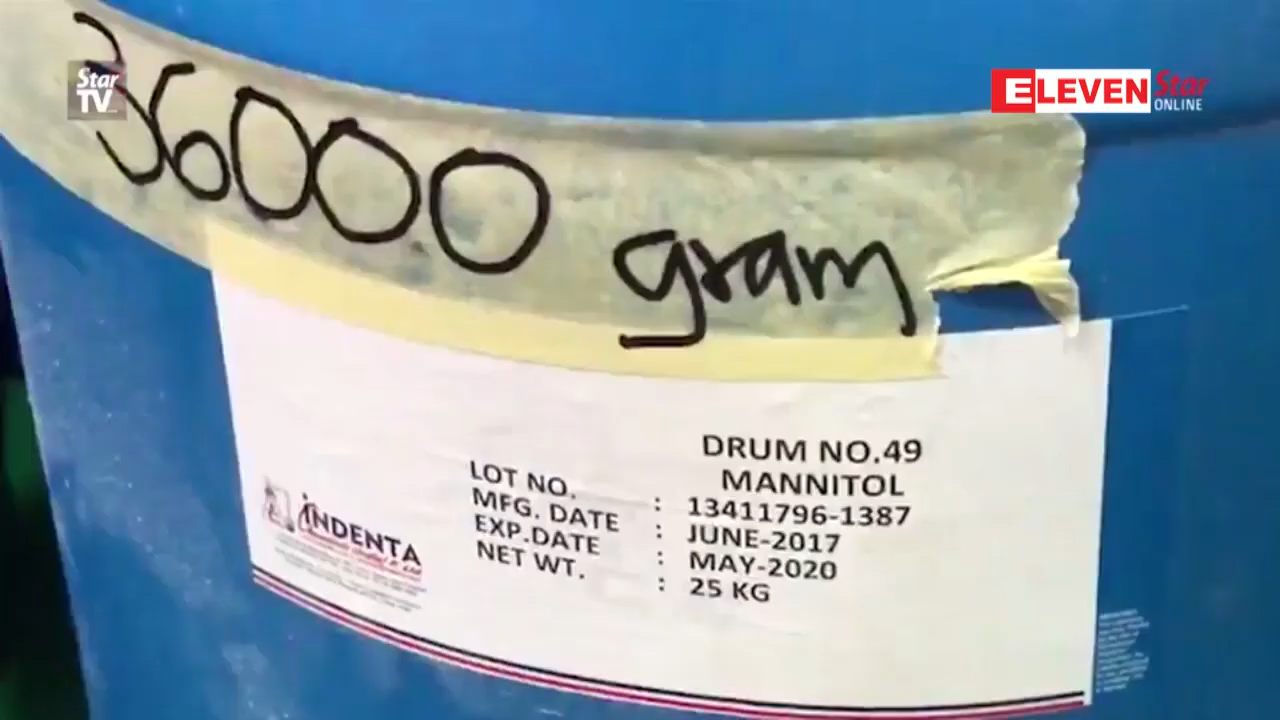 Star
TV
ELEVEN Star
ONLINE
36000 gram
DRUM NO.49
MANNITOL
LOT NO. : 13411796-1387
MFG. DATE : JUNE-2017
EXP.DATE : MAY-2020
NET WT. : 25 KG
INDENTA